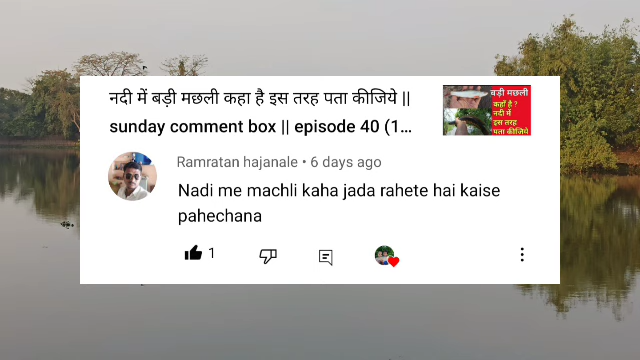 नदी में बड़ी मछली कहा है इस तरह पता कीजिये ||
sunday comment box || episode 40 (1...
बड़ी मछली
कहाँ है ?
नदी में
इस तरह
पता कीजिये
Ramratan hajanale • 6 days ago
Nadi me machli kaha jada rahete hai kaise
pahechana
1